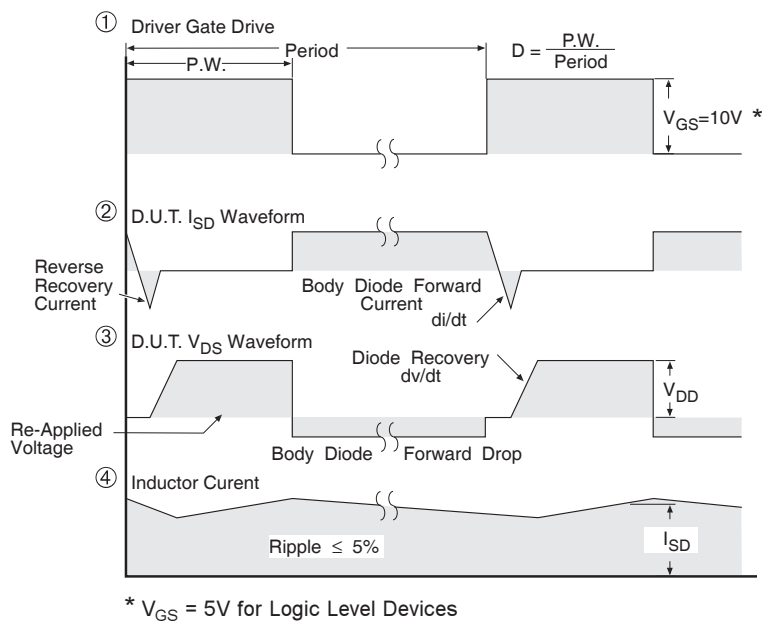 ① Driver Gate Drive
Period
P.W.
D = P.W. / Period
V_GS=10V *
② D.U.T. I_SD Waveform
Reverse
Recovery
Current
Body Diode Forward
Current
di/dt
③ D.U.T. V_DS Waveform
Diode Recovery
dv/dt
V_DD
Re-Applied
Voltage
Body Diode Forward Drop
④ Inductor Curent
Ripple ≤ 5%
I_SD
* V_GS = 5V for Logic Level Devices